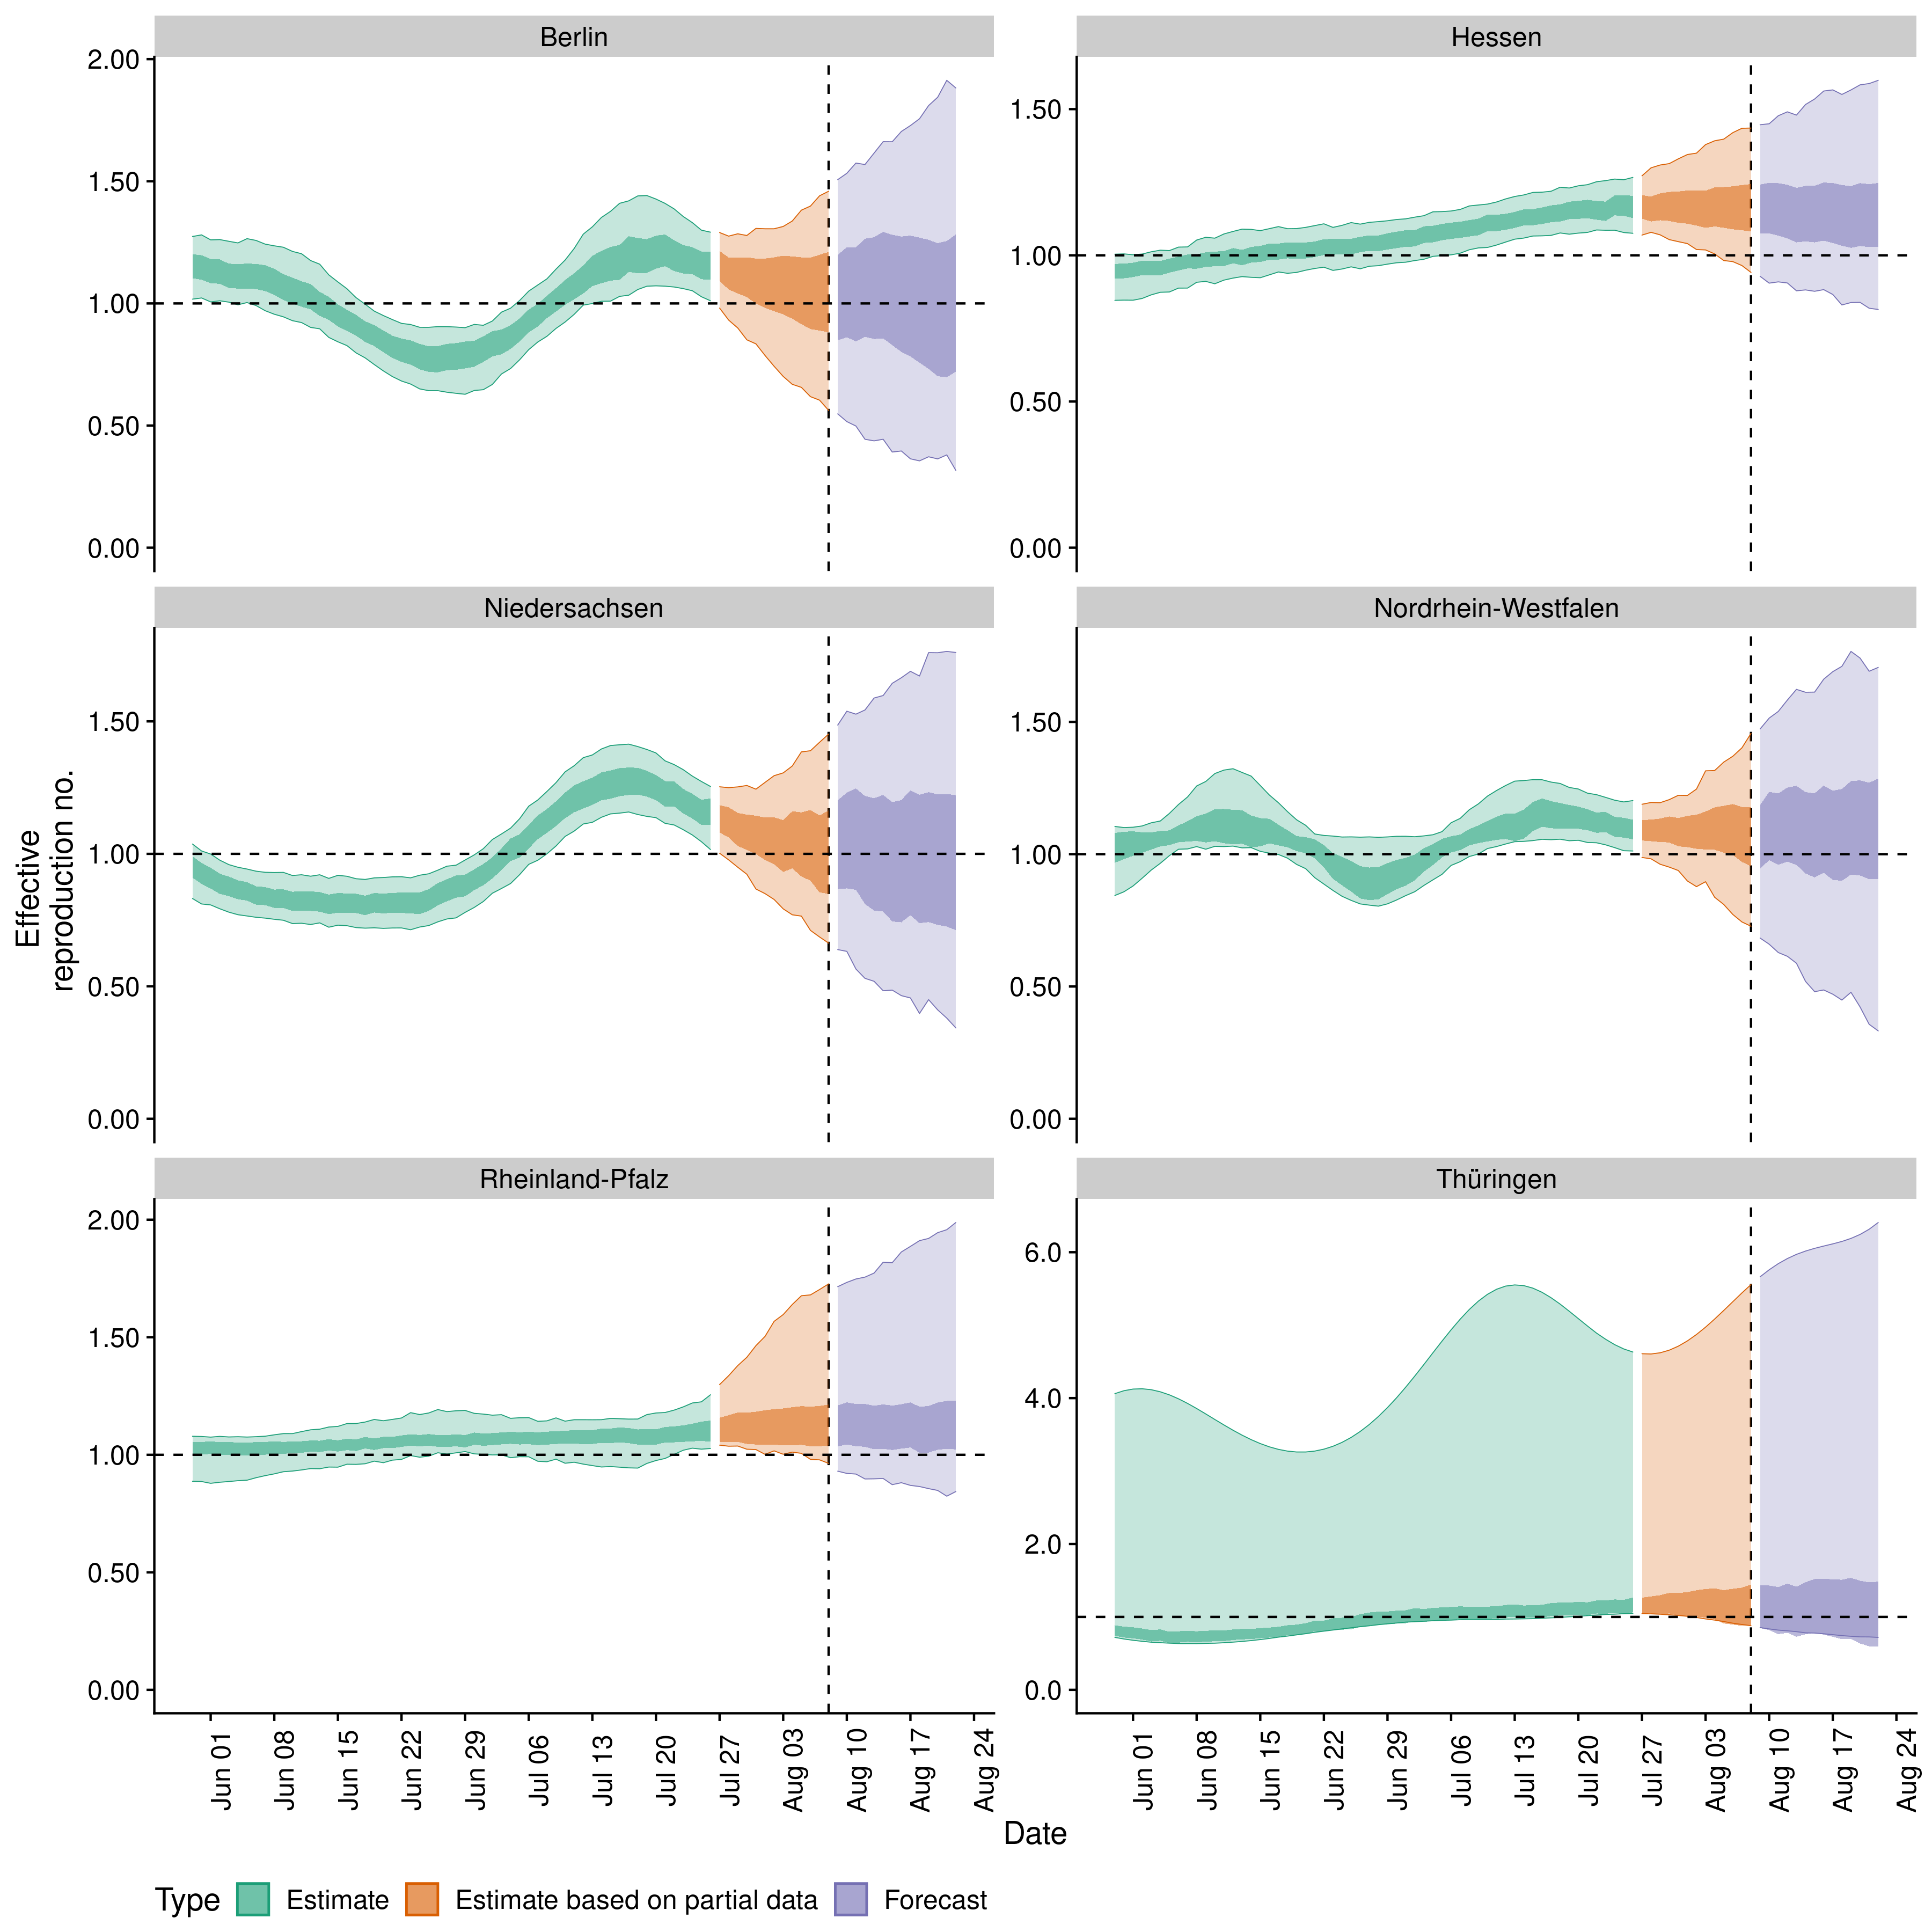 Berlin
Hessen
2.00
1.50
1.00
0.50
0.00
1.50
1.00
0.50
0.00
Niedersachsen
Nordrhein-Westfalen
1.50
1.00
0.50
0.00
1.50
1.00
0.50
0.00
Effective
reproduction no.
Rheinland-Pfalz
Thüringen
2.00
1.50
1.00
0.50
0.00
6.0
4.0
2.0
0.0
Jun 01
Jun 08
Jun 15
Jun 22
Jun 29
Jul 06
Jul 13
Jul 20
Jul 27
Aug 03
Aug 10
Aug 17
Aug 24
Jun 01
Jun 08
Jun 15
Jun 22
Jun 29
Jul 06
Jul 13
Jul 20
Jul 27
Aug 03
Aug 10
Aug 17
Aug 24
Date
Type Estimate Estimate based on partial data Forecast